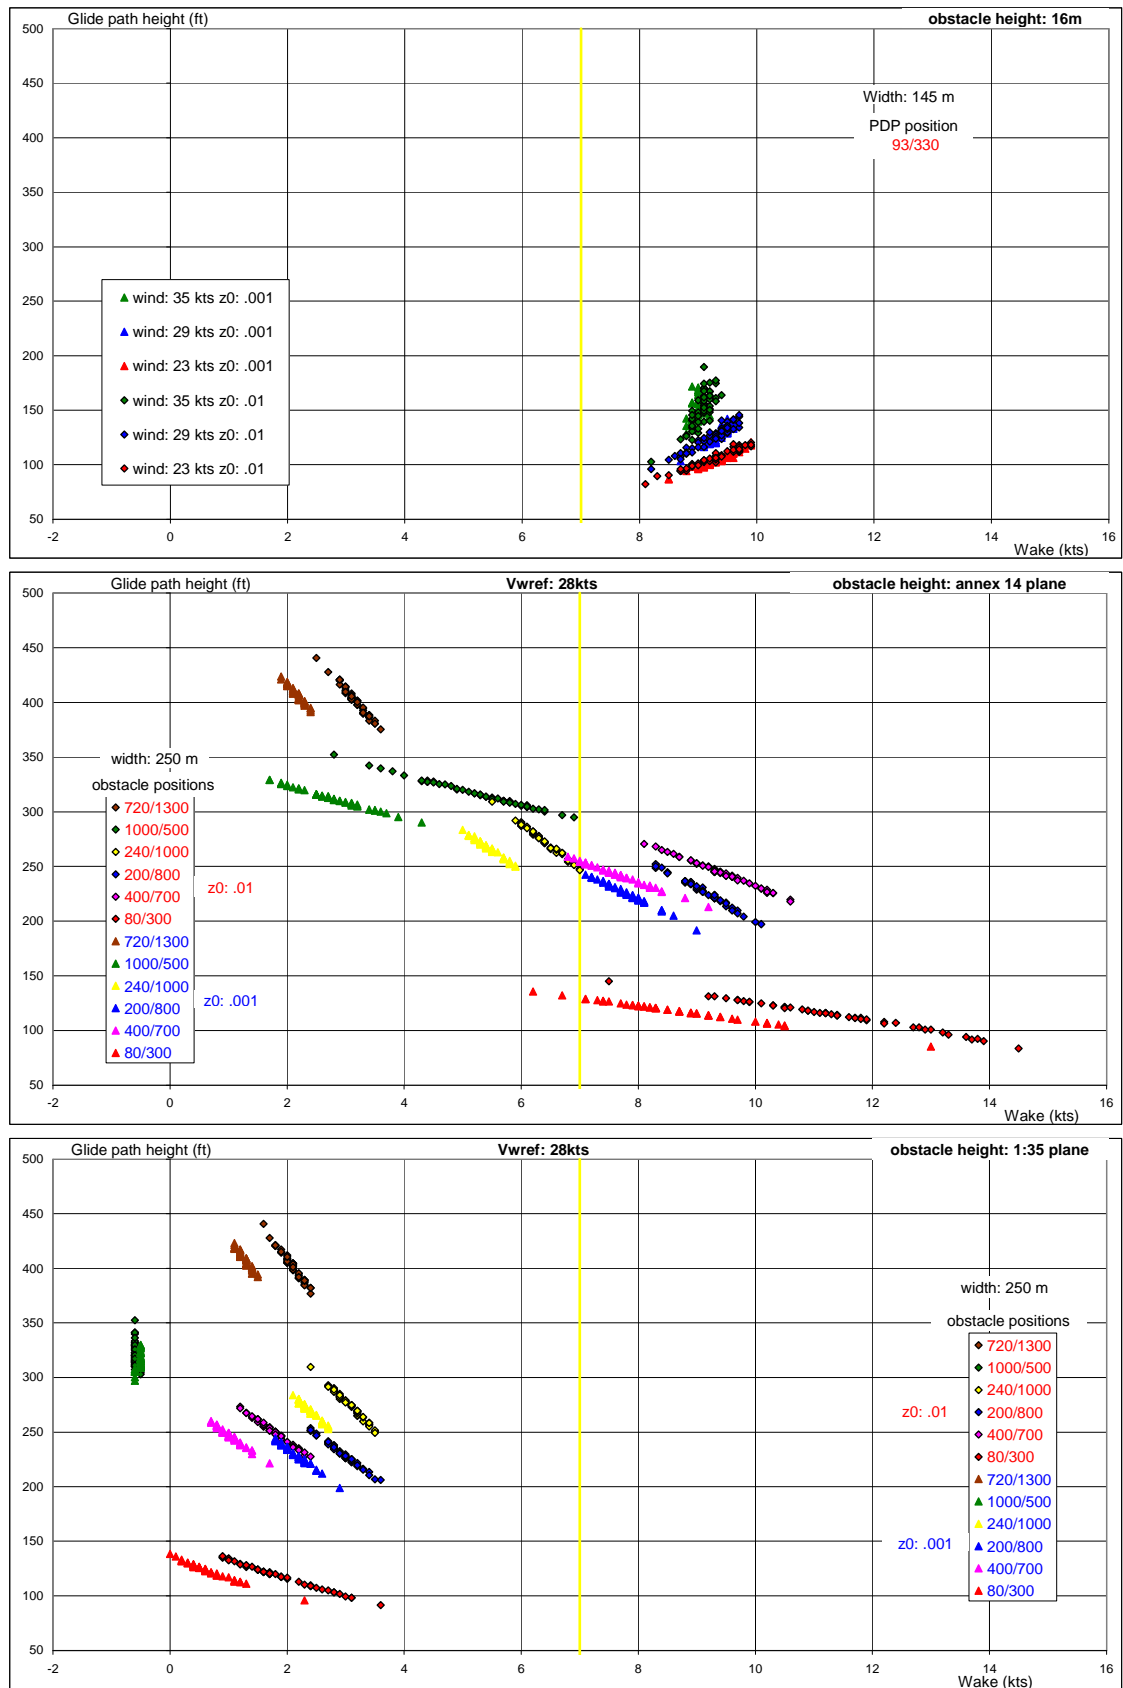 Glide path height (ft)
obstacle height: 16m
500
450
400
350
300
250
200
150
100
50
Width: 145 m
PDP position
93/330
wind: 35 kts z0: .001
wind: 29 kts z0: .001
wind: 23 kts z0: .001
wind: 35 kts z0: .01
wind: 29 kts z0: .01
wind: 23 kts z0: .01
-2 0 2 4 6 8 10 12 14 16
Wake (kts)
Glide path height (ft)
Vwref: 28kts
obstacle height: annex 14 plane
500
450
400
350
300
250
200
150
100
50
width: 250 m
obstacle positions
720/1300
1000/500
240/1000
200/800
400/700
80/300
720/1300
1000/500
240/1000
200/800
400/700
80/300
z0: .01
z0: .001
-2 0 2 4 6 8 10 12 14 16
Wake (kts)
Glide path height (ft)
Vwref: 28kts
obstacle height: 1:35 plane
500
450
400
350
300
250
200
150
100
50
width: 250 m
obstacle positions
720/1300
1000/500
240/1000
200/800
400/700
80/300
720/1300
1000/500
240/1000
200/800
400/700
80/300
z0: .01
z0: .001
-2 0 2 4 6 8 10 12 14 16
Wake (kts)